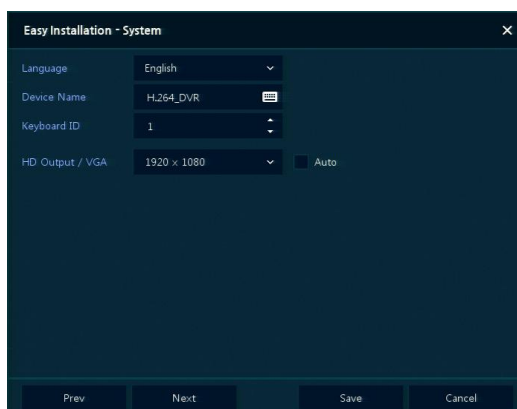 Easy Installation - System
Language English
Device Name H.264_DVR
Keyboard ID 1
HD Output / VGA 1920 x 1080 Auto
Prev Next Save Cancel